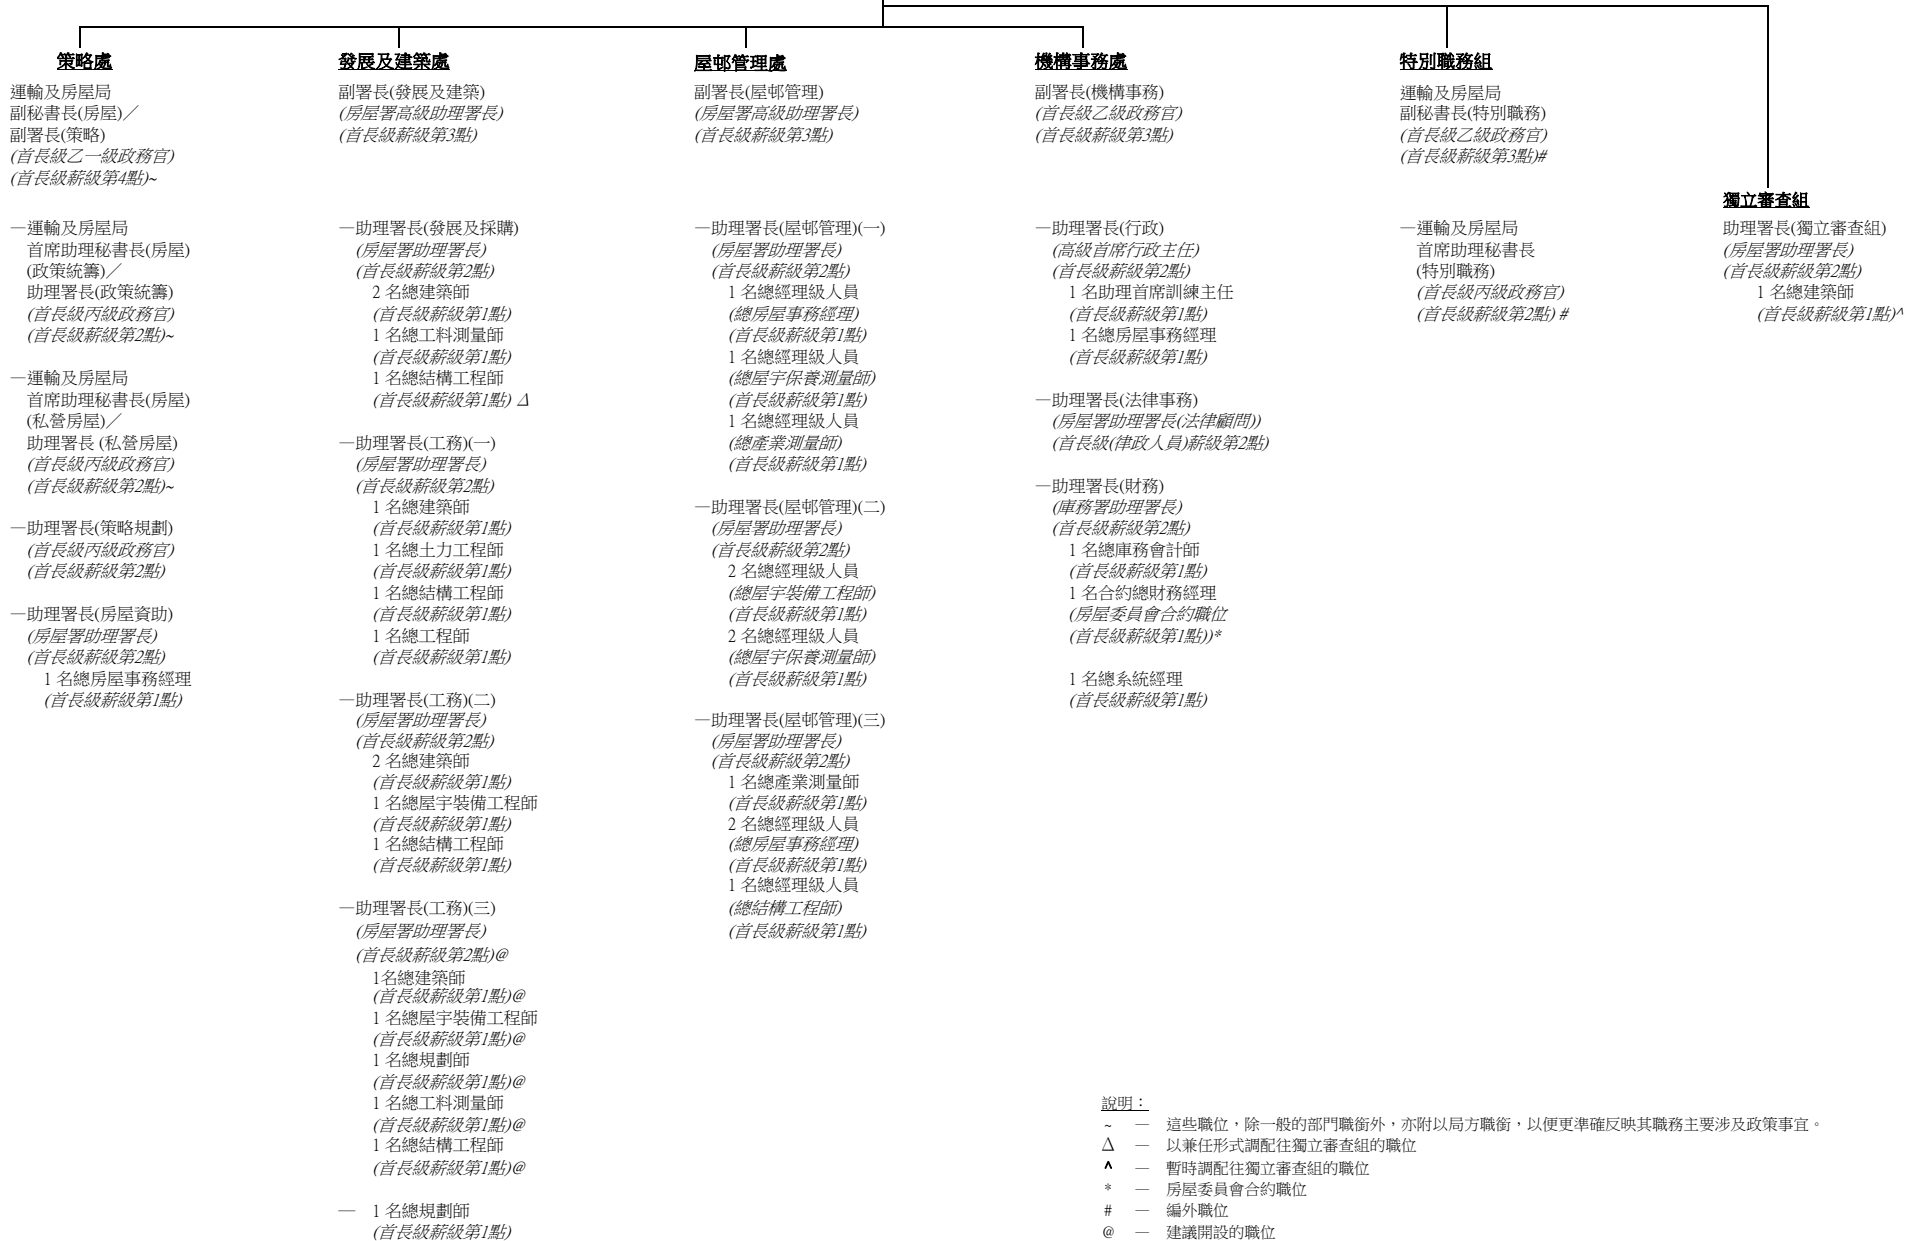 策略處
運輸及房屋局
副秘書長(房屋)／
副署長(策略)
(首長級乙一級政務官)
(首長級薪級第4點)~
—運輸及房屋局
首席助理秘書長(房屋)
(政策統籌)／
助理署長(政策統籌)
(首長級丙級政務官)
(首長級薪級第2點)~
—運輸及房屋局
首席助理秘書長(房屋)
(私營房屋)／
助理署長 (私營房屋)
(首長級丙級政務官)
(首長級薪級第2點)~
—助理署長(策略規劃)
(首長級丙級政務官)
(首長級薪級第2點)
—助理署長(房屋資助)
(房屋署助理署長)
(首長級薪級第2點)
1 名總房屋事務經理
(首長級薪級第1點)
發展及建築處
副署長(發展及建築)
(房屋署高級助理署長)
(首長級薪級第3點)
—助理署長(發展及採購)
(房屋署助理署長)
(首長級薪級第2點)
2 名總建築師
(首長級薪級第1點)
1 名總工料測量師
(首長級薪級第1點)
1 名總結構工程師
(首長級薪級第1點) Δ
—助理署長(工務)(一)
(房屋署助理署長)
(首長級薪級第2點)
1 名總建築師
(首長級薪級第1點)
1 名總土力工程師
(首長級薪級第1點)
1 名總結構工程師
(首長級薪級第1點)
1 名總工程師
(首長級薪級第1點)
—助理署長(工務)(二)
(房屋署助理署長)
(首長級薪級第2點)
2 名總建築師
(首長級薪級第1點)
1 名總屋宇裝備工程師
(首長級薪級第1點)
1 名總結構工程師
(首長級薪級第1點)
—助理署長(工務)(三)
(房屋署助理署長)
(首長級薪級第2點)@
1名總建築師
(首長級薪級第1點)@
1 名總屋宇裝備工程師
(首長級薪級第1點)@
1 名總規劃師
(首長級薪級第1點)@
1 名總工料測量師
(首長級薪級第1點)@
1 名總結構工程師
(首長級薪級第1點)@
— 1 名總規劃師
(首長級薪級第1點)
屋邨管理處
副署長(屋邨管理)
(房屋署高級助理署長)
(首長級薪級第3點)
—助理署長(屋邨管理)(一)
(房屋署助理署長)
(首長級薪級第2點)
1 名總經理級人員
(總房屋事務經理)
(首長級薪級第1點)
1 名總經理級人員
(總屋宇保養測量師)
(首長級薪級第1點)
1 名總經理級人員
(總產業測量師)
(首長級薪級第1點)
—助理署長(屋邨管理)(二)
(房屋署助理署長)
(首長級薪級第2點)
2 名總經理級人員
(總屋宇裝備工程師)
(首長級薪級第1點)
2 名總經理級人員
(總屋宇保養測量師)
(首長級薪級第1點)
—助理署長(屋邨管理)(三)
(房屋署助理署長)
(首長級薪級第2點)
1 名總產業測量師
(首長級薪級第1點)
2 名總經理級人員
(總房屋事務經理)
(首長級薪級第1點)
1 名總經理級人員
(總結構工程師)
(首長級薪級第1點)
機構事務處
副署長(機構事務)
(首長級乙級政務官)
(首長級薪級第3點)
—助理署長(行政)
(高級首席行政主任)
(首長級薪級第2點)
1 名助理首席訓練主任
(首長級薪級第1點)
1 名總房屋事務經理
(首長級薪級第1點)
—助理署長(法律事務)
(房屋署助理署長(法律顧問))
(首長級(律政人員)薪級第2點)
—助理署長(財務)
(庫務署助理署長)
(首長級薪級第2點)
1 名總庫務會計師
(首長級薪級第1點)
1 名合約總財務經理
(房屋委員會合約職位
(首長級薪級第1點))*
1 名總系統經理
(首長級薪級第1點)
特別職務組
運輸及房屋局
副秘書長(特別職務)
(首長級乙級政務官)
(首長級薪級第3點)#
—運輸及房屋局
首席助理秘書長
(特別職務)
(首長級丙級政務官)
(首長級薪級第2點) #
獨立審查組
助理署長(獨立審查組)
(房屋署助理署長)
(首長級薪級第2點)
1 名總建築師
(首長級薪級第1點)^
說明：
~ — 這些職位，除一般的部門職銜外，亦附以局方職銜，以便更準確反映其職務主要涉及政策事宜。
Δ — 以兼任形式調配往獨立審查組的職位
^ — 暫時調配往獨立審查組的職位
* — 房屋委員會合約職位
# — 編外職位
@ — 建議開設的職位